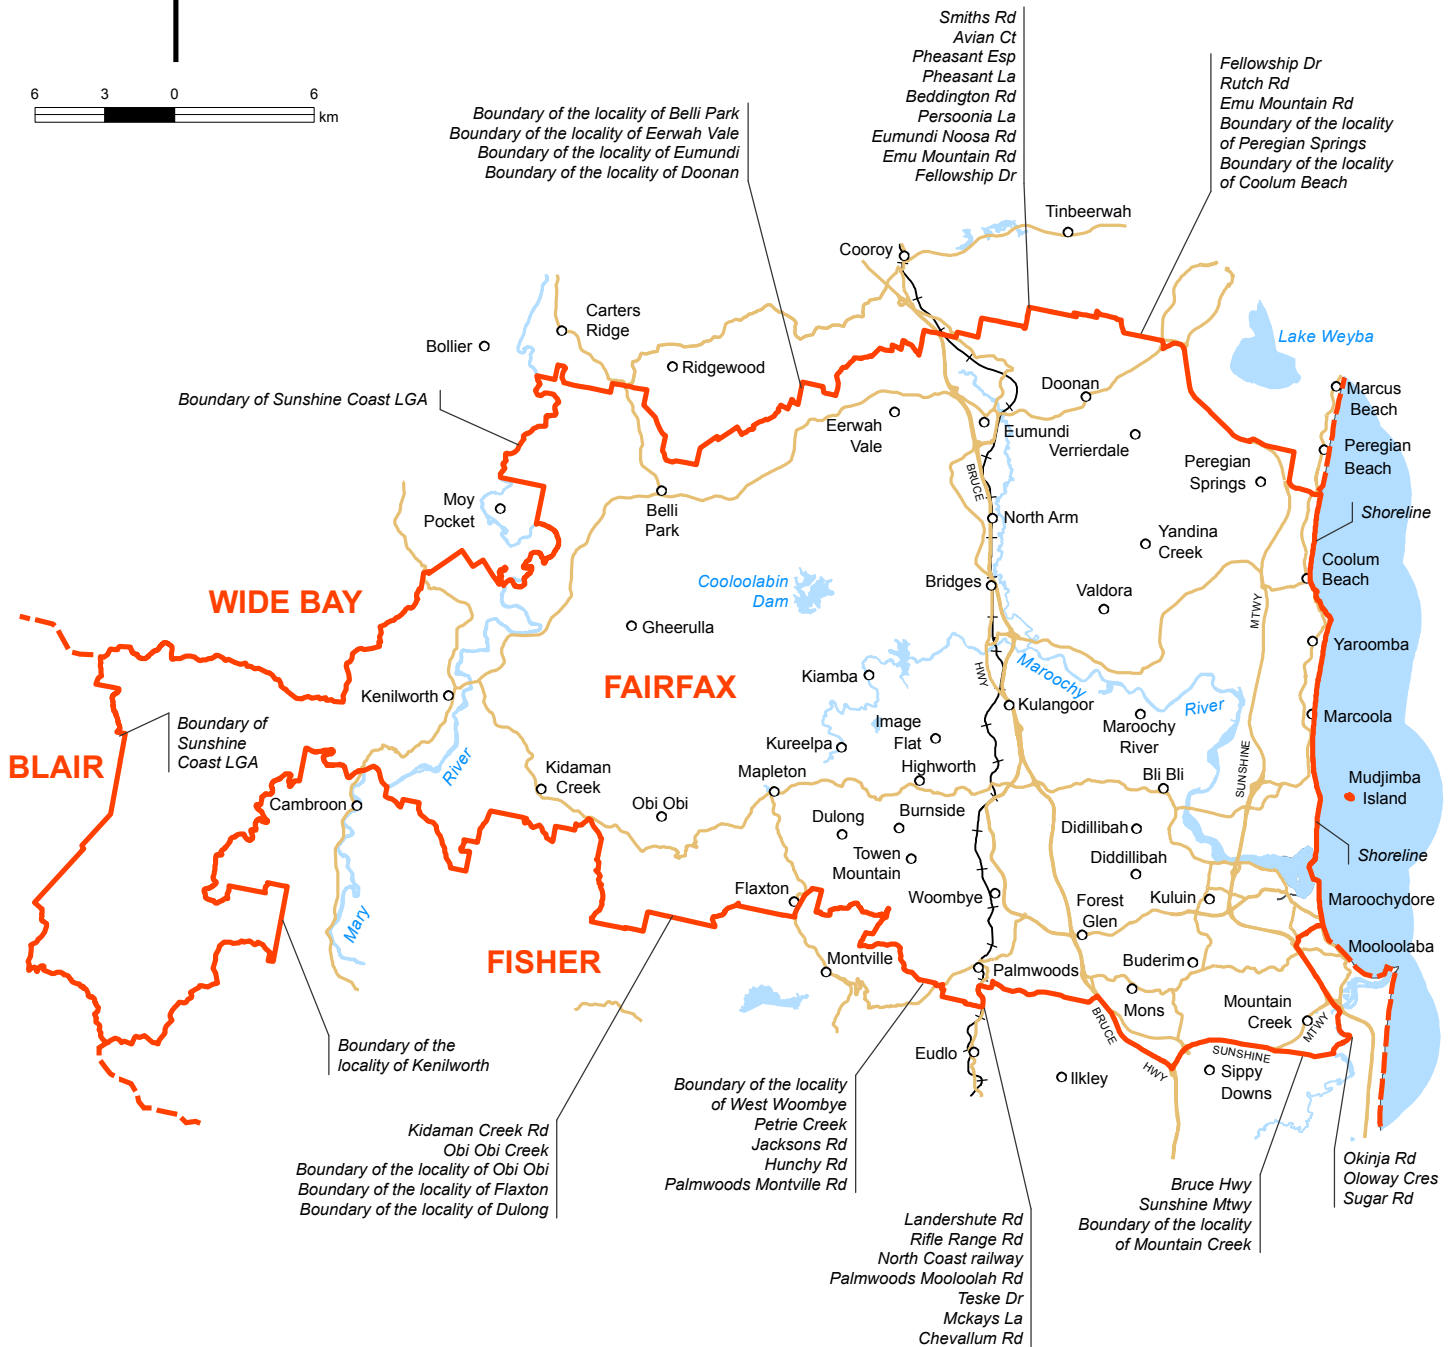 Smiths Rd
Avian Ct
Pheasant Esp
Pheasant La
Beddington Rd
Persoonia La
Eumundi Noosa Rd
Emu Mountain Rd
Fellowship Dr
Fellowship Dr
Rutch Rd
Emu Mountain Rd
Boundary of the locality
of Peregian Springs
Boundary of the locality
of Coolum Beach
6 3 0 6
km
Boundary of the locality of Belli Park
Boundary of the locality of Eerwah Vale
Boundary of the locality of Eumundi
Boundary of the locality of Doonan
Tinbeerwah
Cooroy
Carters
Ridge
Bollier
Ridgewood
Lake Weyba
Boundary of Sunshine Coast LGA
Doonan
Marcus
Beach
Eerwah
Vale
Eumundi
Verrierdale
Peregian
Beach
Peregian
Springs
BRUCE
Moy
Pocket
Belli
Park
North Arm
Shoreline
Yandina
Creek
Coolum
Beach
Cooloolabin
Dam
Bridges
Valdora
WIDE BAY
MTWY
Gheerulla
Yaroomba
Kiamba
Maroochy
River
HWY
Kenilworth
FAIRFAX
Kulangoor
Marcoola
Boundary of
Sunshine
Coast LGA
Image
Flat
Maroochy
River
Kureelpa
BLAIR
River
Highworth
SUNSHINE
Mapleton
Bli Bli
Mudjimba
Island
Kidaman
Creek
Cambroon
Obi Obi
Dulong
Burnside
Didillibah
Towen
Mountain
Diddillibah
Shoreline
Flaxton
Woombye
Forest
Glen
Kuluin
Maroochydore
Mary
Mooloolaba
FISHER
Montville
Palmwoods
Buderim
Mons
Mountain
Creek
BRUCE
HWY
SUNSHINE
MTWY
Boundary of the
locality of Kenilworth
Eudlo
Ilkley
Sippy
Downs
Boundary of the locality
of West Woombye
Petrie Creek
Jacksons Rd
Hunchy Rd
Palmwoods Montville Rd
Kidaman Creek Rd
Obi Obi Creek
Boundary of the locality of Obi Obi
Boundary of the locality of Flaxton
Boundary of the locality of Dulong
Okinja Rd
Oloway Cres
Sugar Rd
Bruce Hwy
Sunshine Mtwy
Boundary of the locality
of Mountain Creek
Landershute Rd
Rifle Range Rd
North Coast railway
Palmwoods Mooloolah Rd
Teske Dr
Mckays La
Chevallum Rd